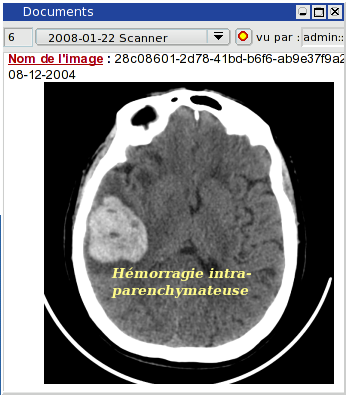 Documents
6 2008-01-22 Scanner vu par : admin::
Nom de l'image : 28c08601-2d78-41bd-b6f6-ab9e37f9a2
08-12-2004
Hémorragie intra-
parenchymateuse